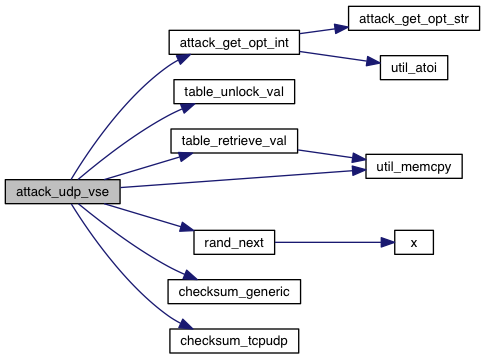 attack_get_opt_str
attack_get_opt_int
util_atoi
table_unlock_val
table_retrieve_val
util_memcpy
attack_udp_vse
rand_next
x
checksum_generic
checksum_tcpudp